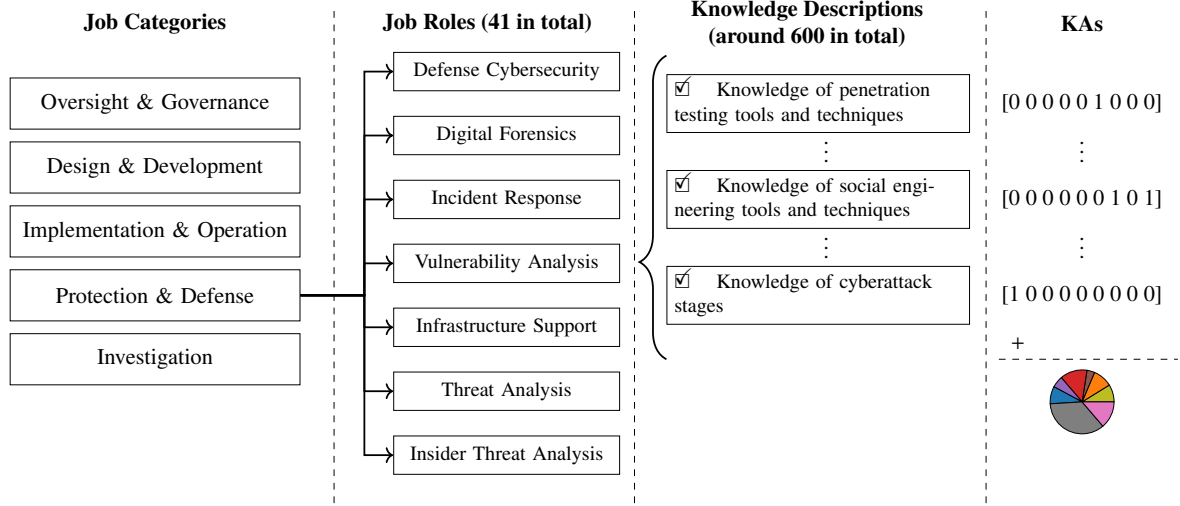 Job Categories
Oversight & Governance
Design & Development
Implementation & Operation
Protection & Defense
Investigation
Job Roles (41 in total)
Defense Cybersecurity
Digital Forensics
Incident Response
Vulnerability Analysis
Infrastructure Support
Threat Analysis
Insider Threat Analysis
Knowledge Descriptions
(around 600 in total)
☑ Knowledge of penetration
testing tools and techniques
⋮
☑ Knowledge of social engi-
neering tools and techniques
⋮
☑ Knowledge of cyberattack
stages
KAs
[0 0 0 0 0 1 0 0 0]
⋮
[0 0 0 0 0 0 1 0 1]
⋮
[1 0 0 0 0 0 0 0 0]
+